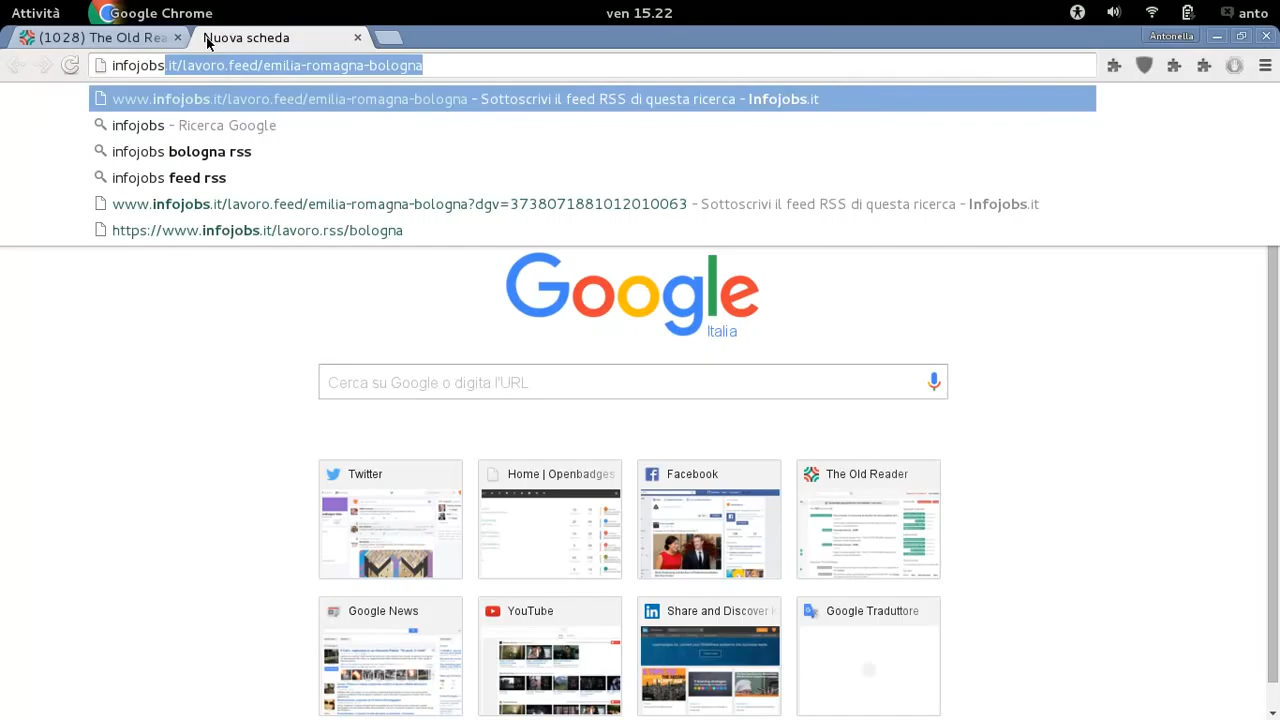 Attività Google Chrome ven 15.22 anto
(1028) The Old Rea Nuova scheda Antonella
infojobs.it/lavoro.feed/emilia-romagna-bologna
www.infojobs.it/lavoro.feed/emilia-romagna-bologna - Sottoscrivi il feed RSS di questa ricerca - Infojobs.it
infojobs - Ricerca Google
infojobs bologna rss
infojobs feed rss
www.infojobs.it/lavoro.feed/emilia-romagna-bologna?dgv=3738071881012010063 - Sottoscrivi il feed RSS di questa ricerca - Infojobs.it
https://www.infojobs.it/lavoro.rss/bologna
Google
Italia
Cerca su Google o digita l'URL
Twitter Home | Openbadges Facebook The Old Reader
Google News YouTube Share and Discover Google Traduttore